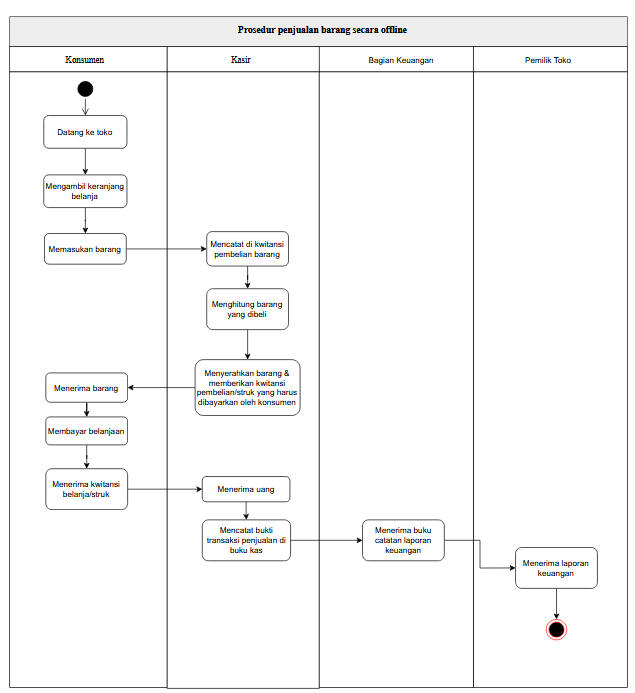 Prosedur penjualan barang secara offline
Konsumen
Kasir
Bagian Keuangan
Pemilik Toko
Datang ke toko
Mengambil keranjang
belanja
Memasukan barang
Mencatat di kwitansi
pembelian barang
Menghitung barang
yang dibeli
Menyerahkan barang &
memberikan kwitansi
pembelian/struk yang harus
dibayarkan oleh konsumen
Menerima barang
Membayar belanjaan
Menerima kwitansi
belanja/struk
Menerima uang
Mencatat bukti
transaksi penjualan di
buku kas
Menerima buku
catatan laporan
keuangan
Menerima laporan
keuangan